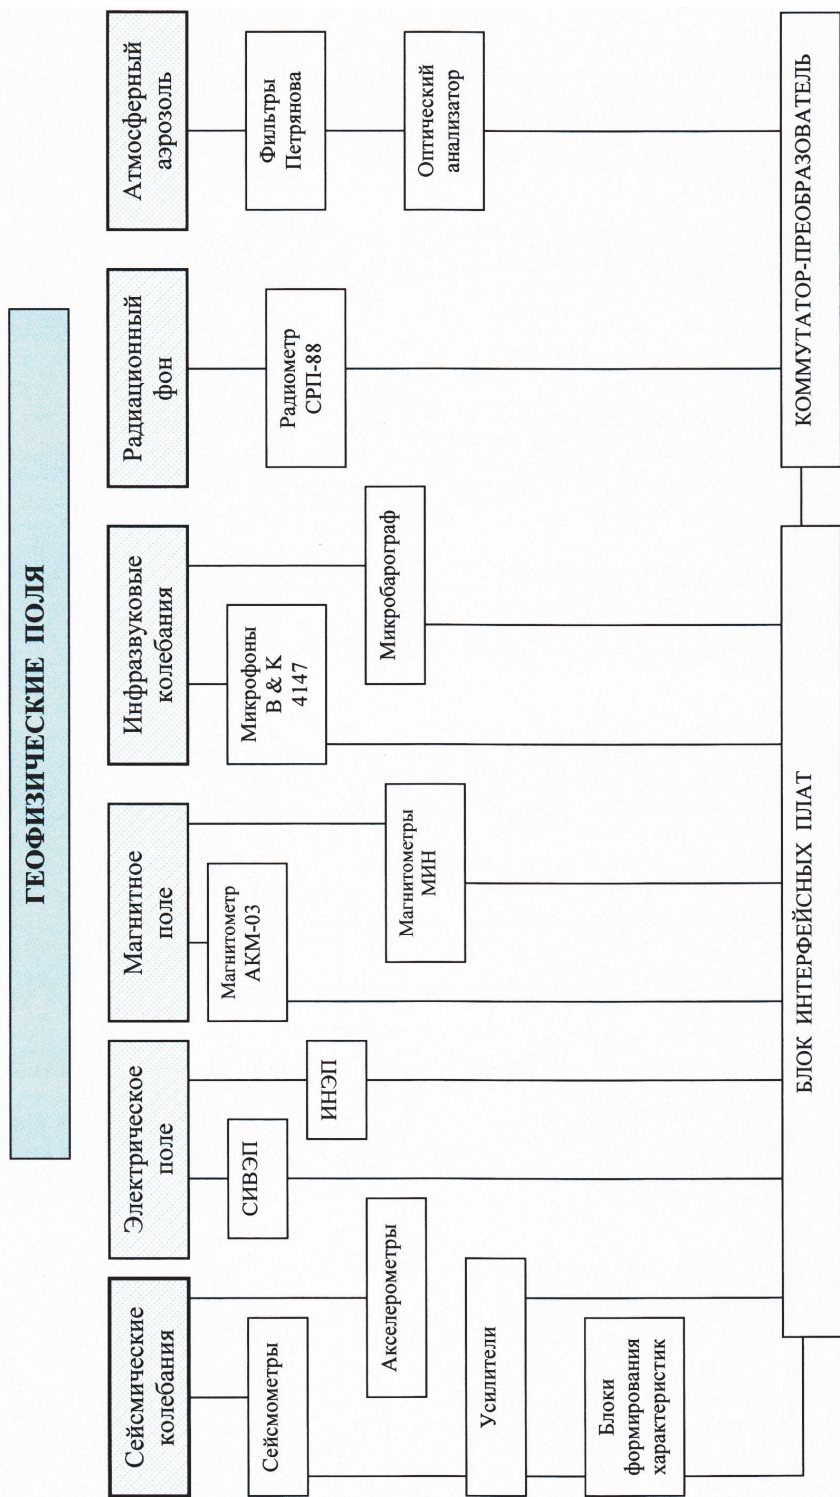 ГЕОФИЗИЧЕСКИЕ ПОЛЯ
Сейсмические
колебания
Электрическое
поле
Магнитное
поле
Инфразвуковые
колебания
Радиационный
фон
Атмосферный
аэрозоль
Сейсмометры
Акселерометры
Усилители
Блоки
формирования
характеристик
СИВЭП
ИНЭП
Магнитометр
АКМ-03
Магнитометры
МИН
Микрофоны
B & K
4147
Микробарограф
Радиометр
СРП-88
Фильтры
Петрянова
Оптический
анализатор
БЛОК ИНТЕРФЕЙСНЫХ ПЛАТ
КОММУТАТОР-ПРЕОБРАЗОВАТЕЛЬ